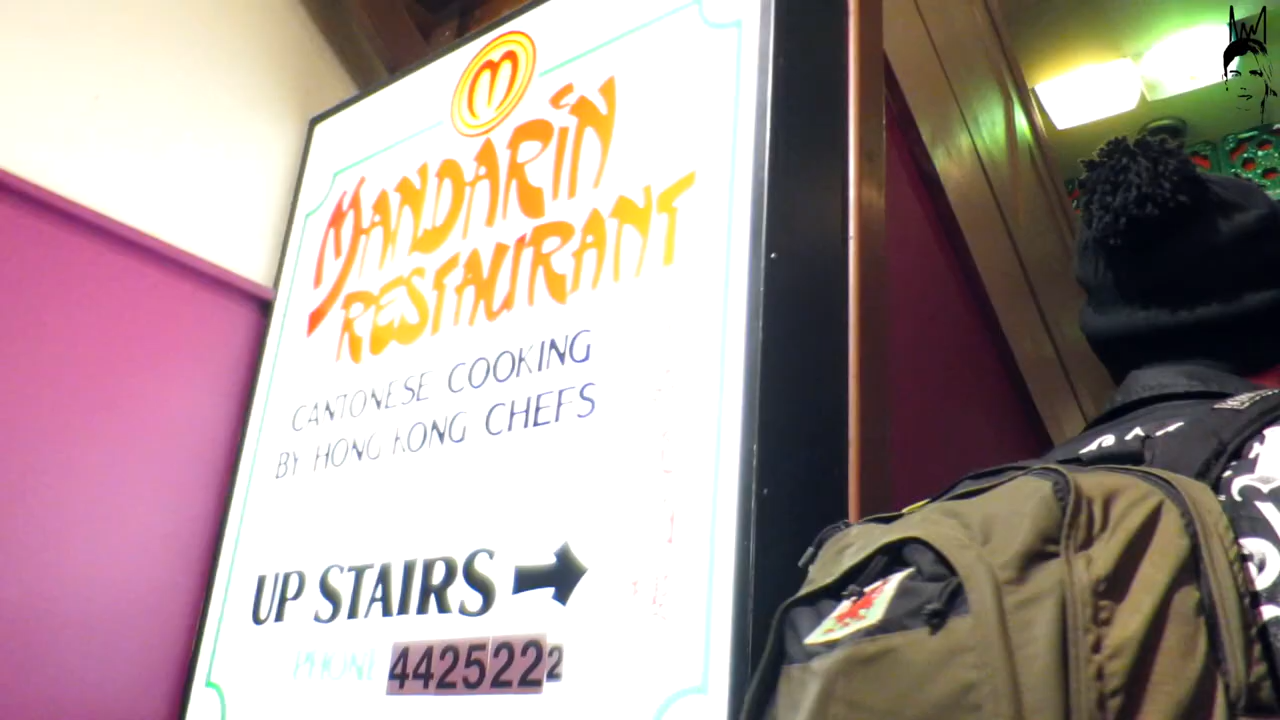 M
MANDARIN
RESTAURANT
CANTONESE COOKING
BY HONG KONG CHEFS
UP STAIRS
PHONE 4425222